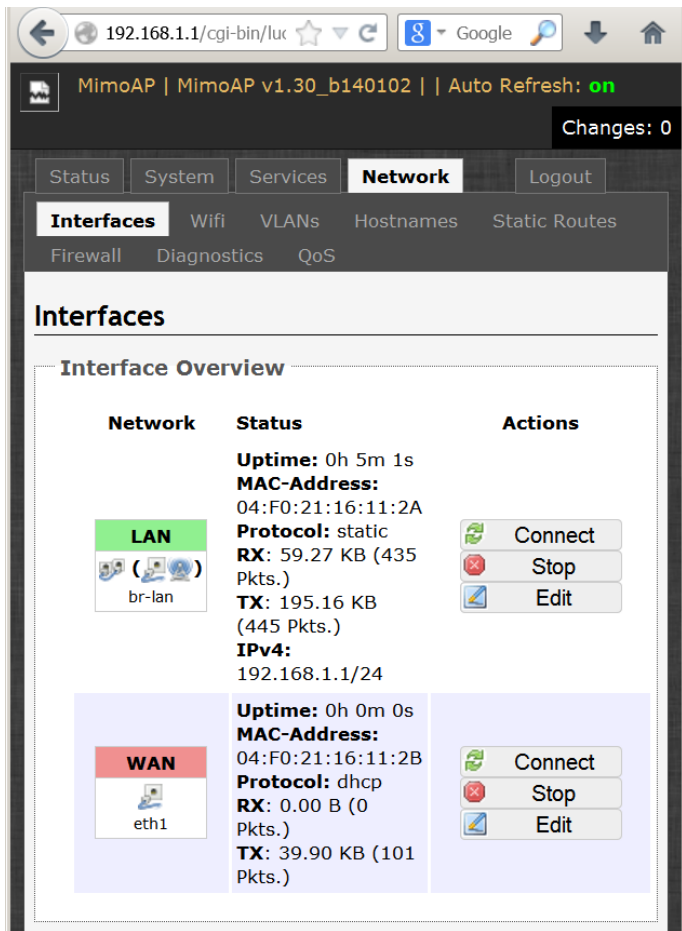 192.168.1.1/cgi-bin/luc
Google
MimoAP | MimoAP v1.30_b140102 | | Auto Refresh: on
Changes: 0
Status System Services Network Logout
Interfaces Wifi VLANs Hostnames Static Routes
Firewall Diagnostics QoS
Interfaces
Interface Overview
Network Status Actions
LAN
( )
br-lan
Uptime: 0h 5m 1s
MAC-Address:
04:F0:21:16:11:2A
Protocol: static
RX: 59.27 KB (435
Pkts.)
TX: 195.16 KB
(445 Pkts.)
IPv4:
192.168.1.1/24
Connect
Stop
Edit
WAN
eth1
Uptime: 0h 0m 0s
MAC-Address:
04:F0:21:16:11:2B
Protocol: dhcp
RX: 0.00 B (0
Pkts.)
TX: 39.90 KB (101
Pkts.)
Connect
Stop
Edit